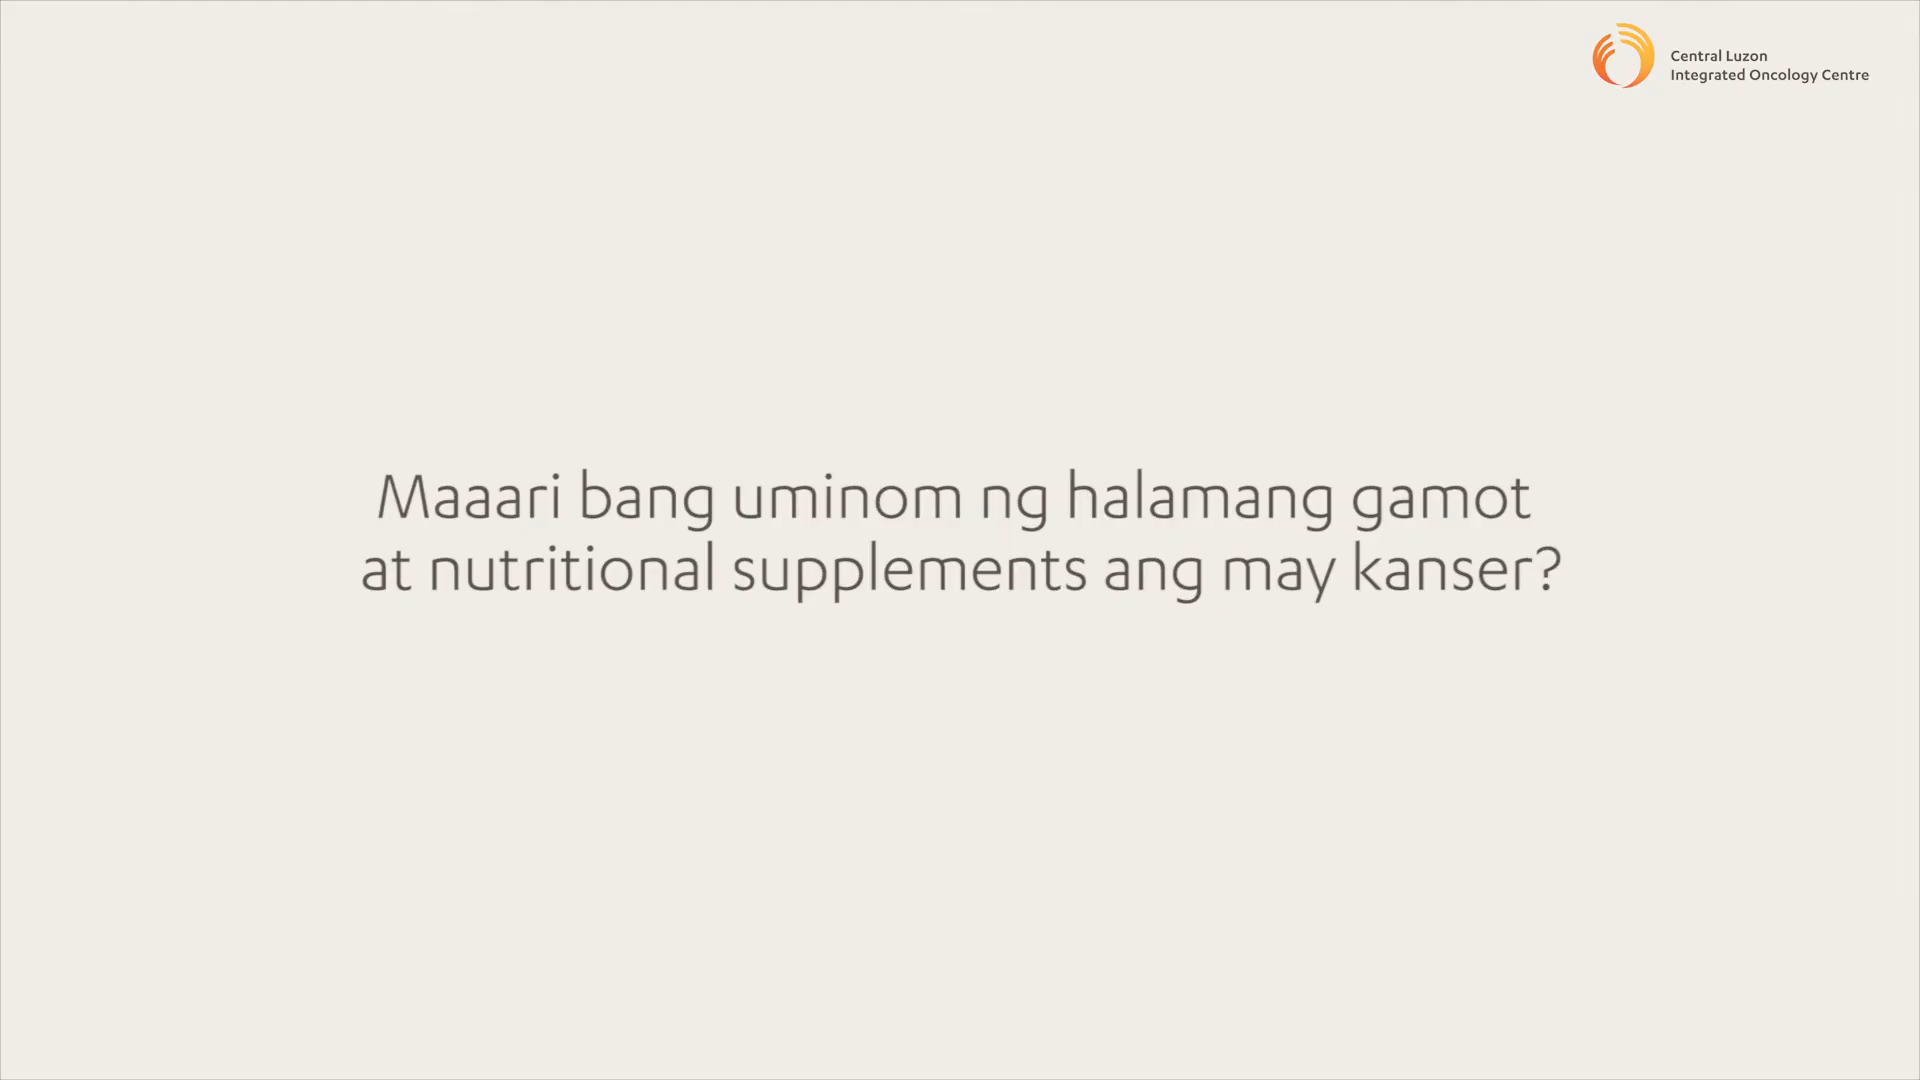 Central Luzon
Integrated Oncology Centre
Maaari bang uminom ng halamang gamot
at nutritional supplements ang may kanser?